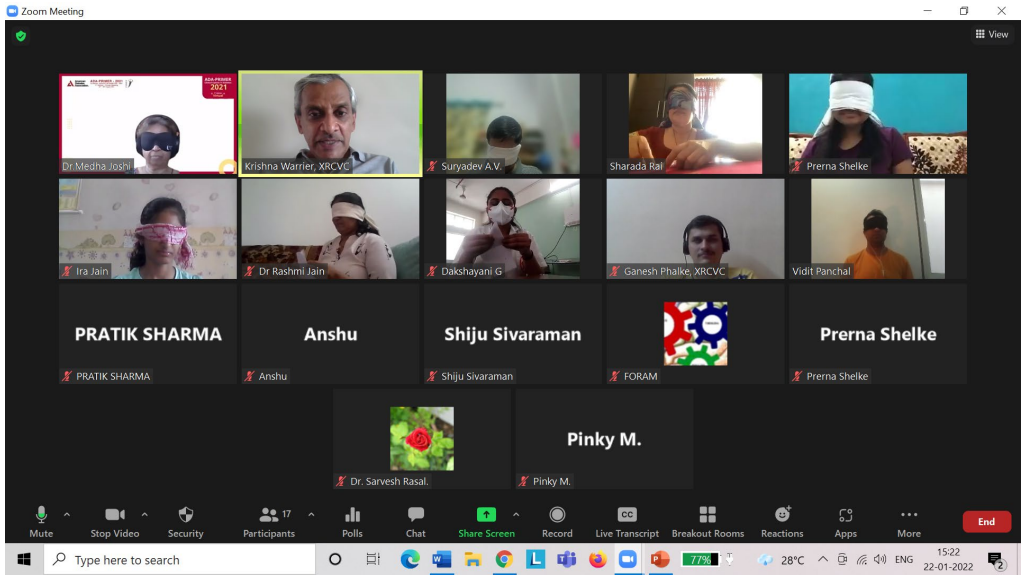 Zoom Meeting
View
ADA-PRIMER
2021
Dr.Medha Joshi
Krishna Warrier, XRCVC
Suryadev A.V.
Sharada Rai
Prerna Shelke
Ira Jain
Dr Rashmi Jain
Dakshayani G
Ganesh Phalke, XRCVC
Vidit Panchal
PRATIK SHARMA
PRATIK SHARMA
Anshu
Anshu
Shiju Sivaraman
Shiju Sivaraman
FORAM
Prerna Shelke
Prerna Shelke
Dr. Sarvesh Rasal.
Pinky M.
Pinky M.
Mute
Stop Video
Security
17
Participants
Polls
Chat
Share Screen
Record
CC
Live Transcript
Breakout Rooms
Reactions
Apps
More
End
Type here to search
77%
28°C
ENG
15:22
22-01-2022
2